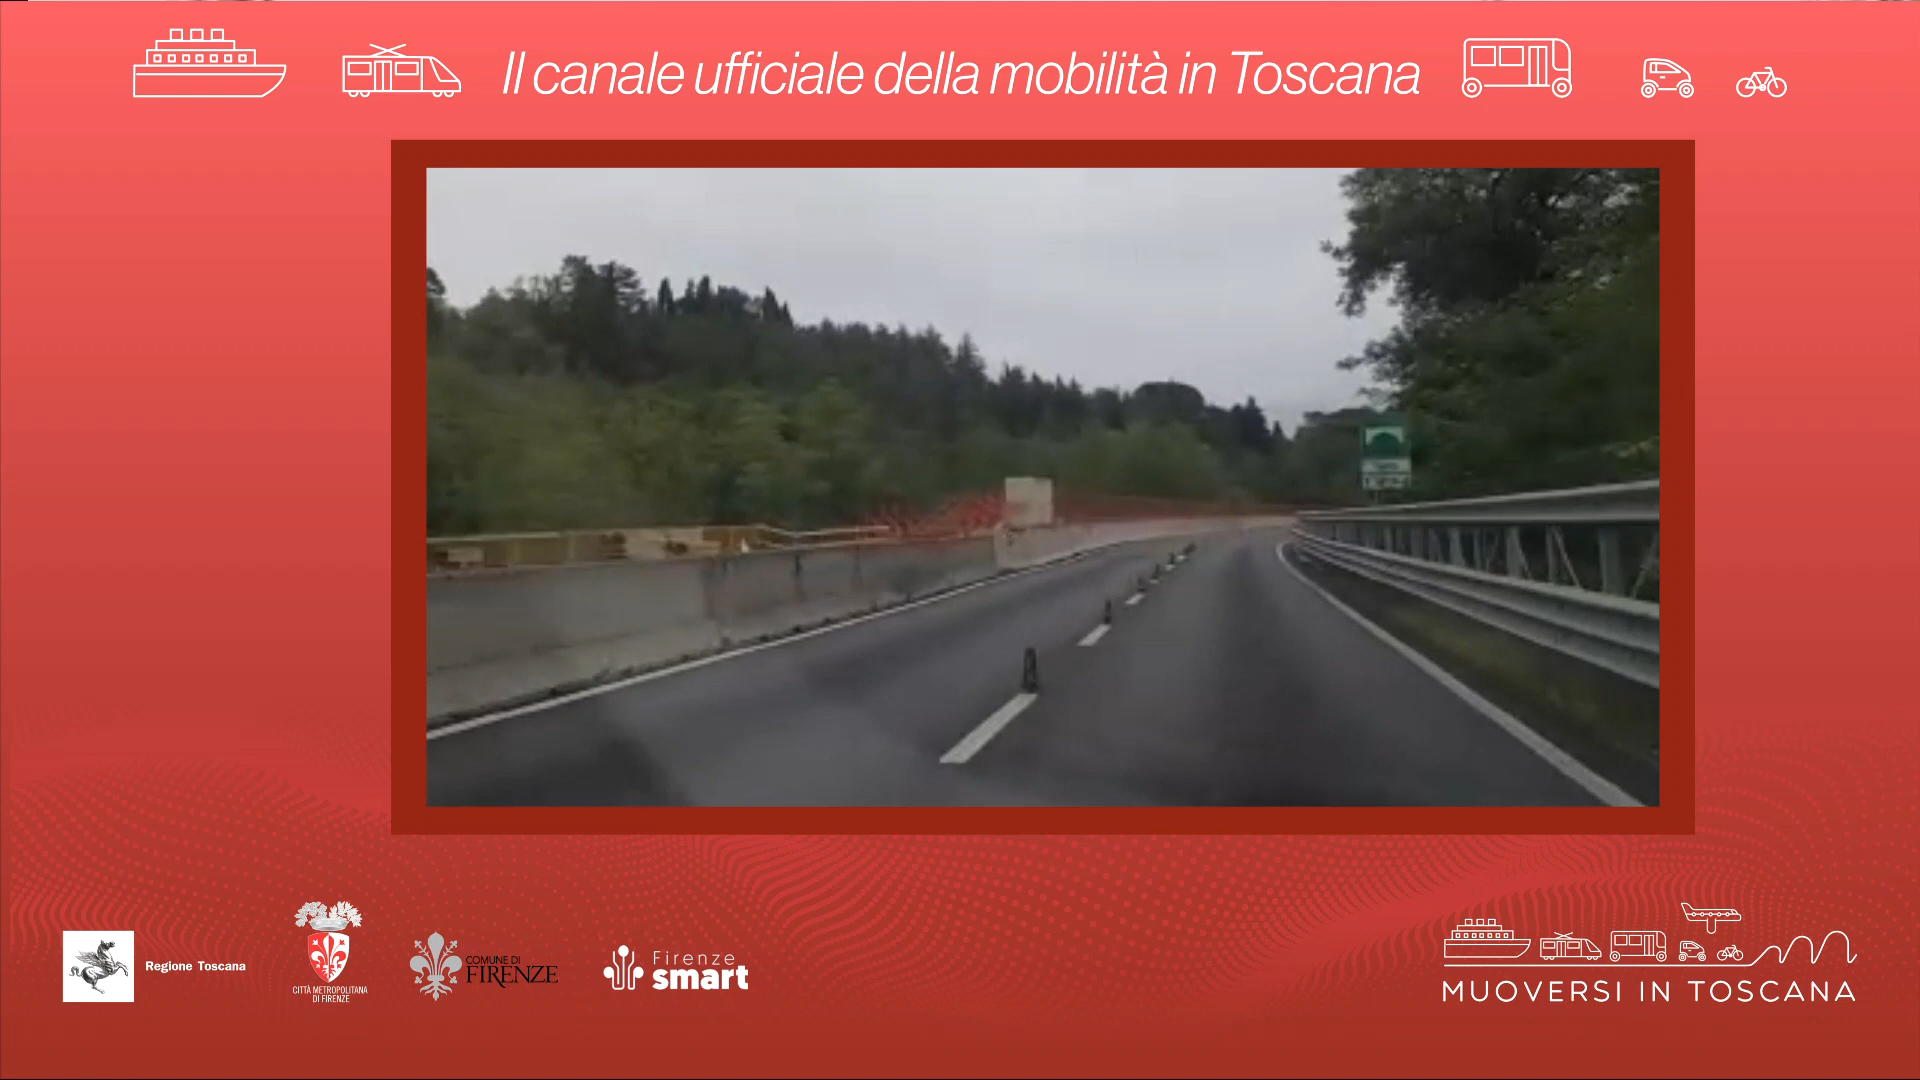 Il canale ufficiale della mobilità in Toscana
Regione Toscana
CITTÀ METROPOLITANA
DI FIRENZE
COMUNE DI
FIRENZE
Firenze
smart
MUOVERSI IN TOSCANA